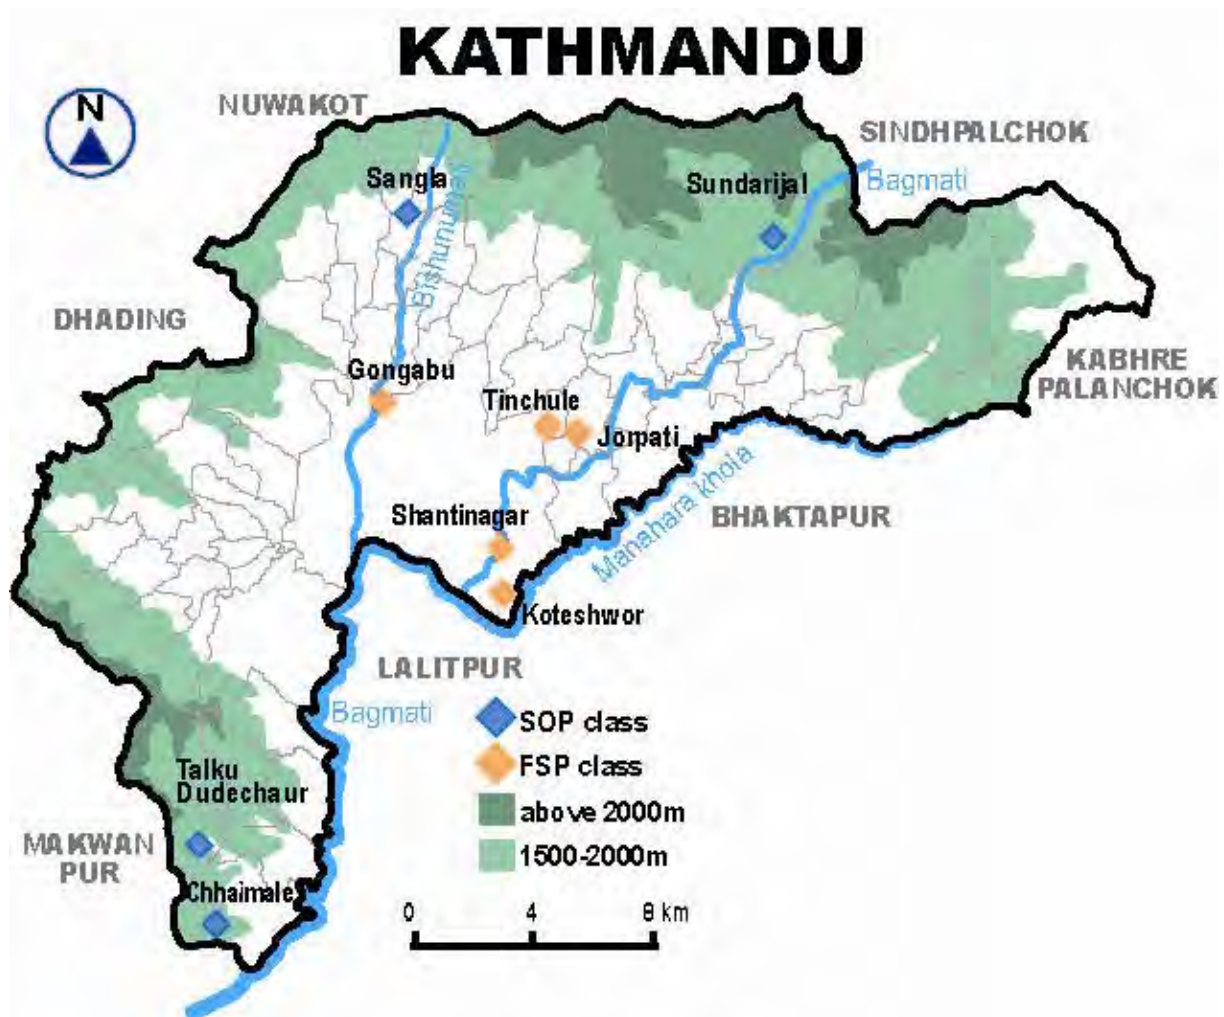 KATHMANDU
N
NUWAKOT
SINDHPALCHOK
Sangla
Sundarijal
Bagmati
Bishunumati
DHADING
Gongabu
KABHRE
PALANCHOK
Tinchule
Jorpati
Manahara khola
Shantinagar
BHAKTAPUR
Koteshwor
LALITPUR
Bagmati
SOP class
FSP class
above 2000m
1500-2000m
Talku
Dudechaur
MAKWAN
PUR
Chhaimale
0 4 8 km